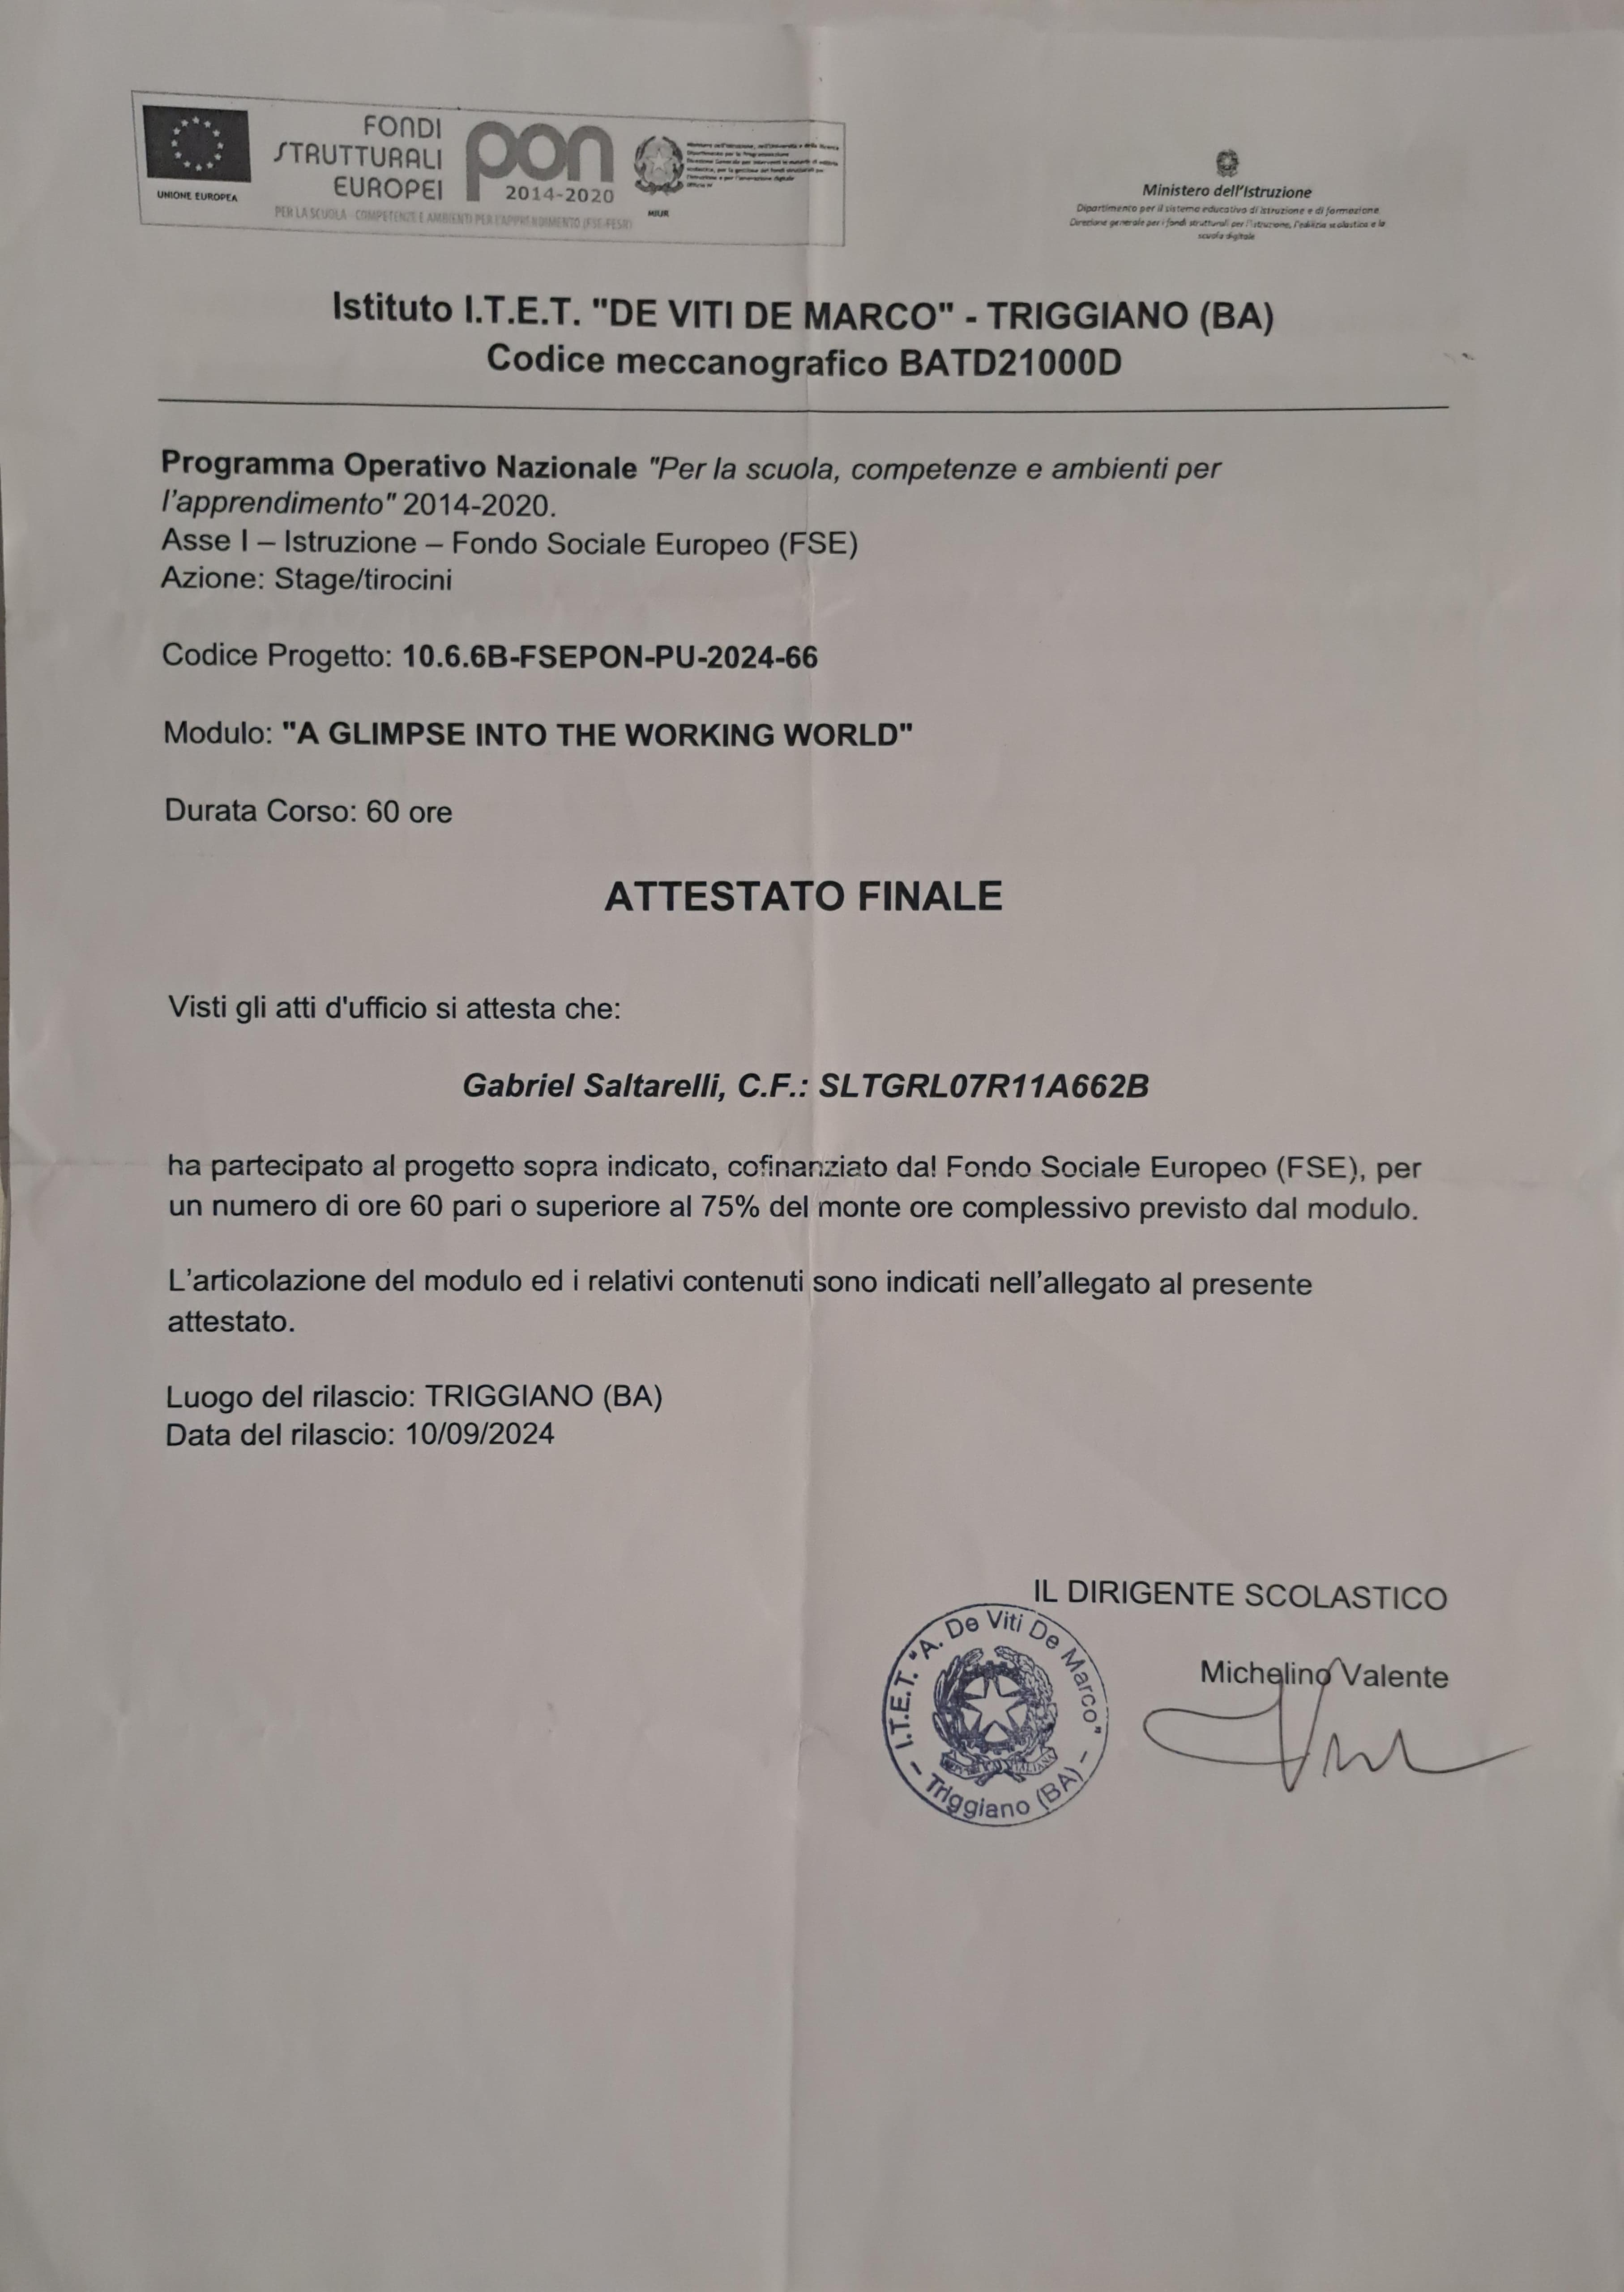 FONDI
STRUTTURALI
EUROPEI
pon
2014-2020
UNIONE EUROPEA
PER LA SCUOLA - COMPETENZE E AMBIENTI PER L'APPRENDIMENTO (FSE-FESR)
MIUR
Ministero dell'Istruzione
Dipartimento per il sistema educativo di istruzione e di formazione
Direzione generale per i fondi strutturali per l'istruzione, l'edilizia scolastica e la
scuola digitale
Istituto I.T.E.T. "DE VITI DE MARCO" - TRIGGIANO (BA)
Codice meccanografico BATD21000D
Programma Operativo Nazionale "Per la scuola, competenze e ambienti per
l'apprendimento" 2014-2020.
Asse I – Istruzione – Fondo Sociale Europeo (FSE)
Azione: Stage/tirocini
Codice Progetto: 10.6.6B-FSEPON-PU-2024-66
Modulo: "A GLIMPSE INTO THE WORKING WORLD"
Durata Corso: 60 ore
ATTESTATO FINALE
Visti gli atti d'ufficio si attesta che:
Gabriel Saltarelli, C.F.: SLTGRL07R11A662B
ha partecipato al progetto sopra indicato, cofinanziato dal Fondo Sociale Europeo (FSE), per
un numero di ore 60 pari o superiore al 75% del monte ore complessivo previsto dal modulo.
L'articolazione del modulo ed i relativi contenuti sono indicati nell'allegato al presente
attestato.
Luogo del rilascio: TRIGGIANO (BA)
Data del rilascio: 10/09/2024
IL DIRIGENTE SCOLASTICO
Michelino Valente
I.T.E.T. "A. De Viti De Marco"
– Triggiano (BA) –